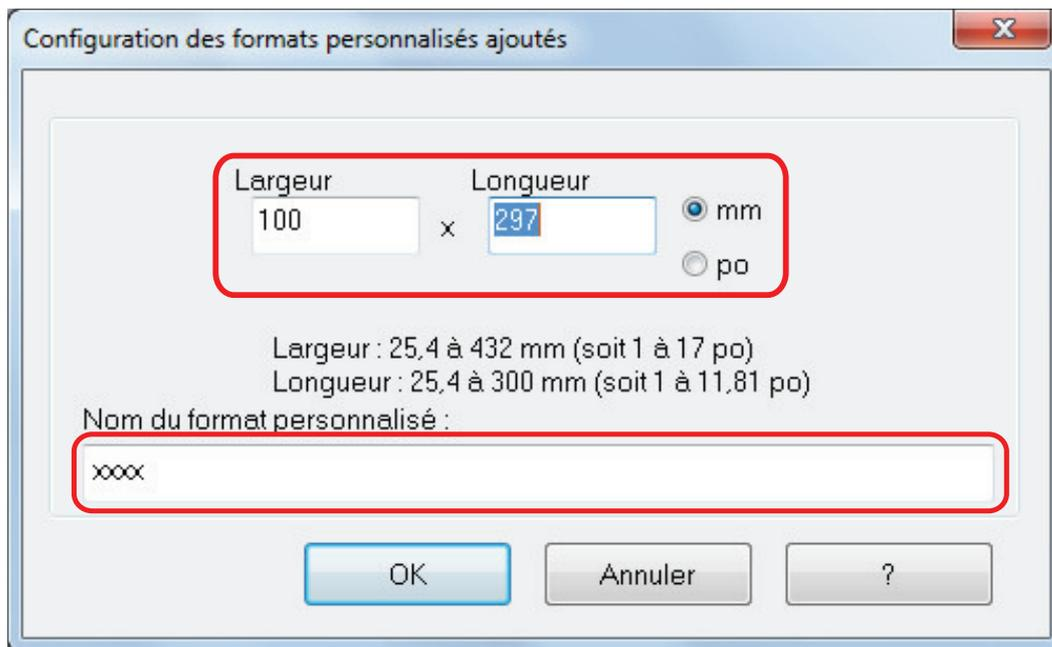 Configuration des formats personnalisés ajoutés
Largeur Longueur
100 x 297 mm
po
Largeur : 25,4 à 432 mm (soit 1 à 17 po)
Longueur : 25,4 à 300 mm (soit 1 à 11,81 po)
Nom du format personnalisé :
xxxx
OK Annuler ?